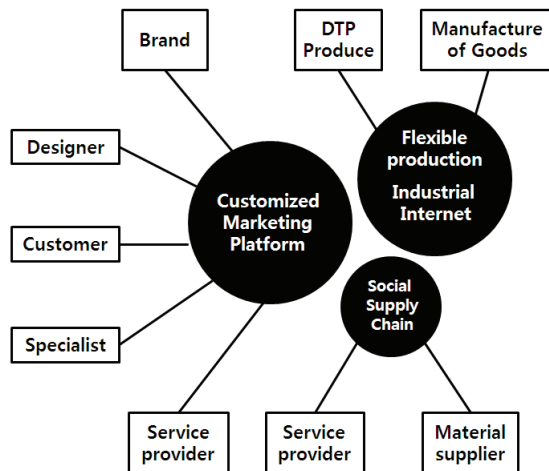 Brand
DTP
Produce
Manufacture
of Goods
Designer
Flexible
production
Industrial
Internet
Customized
Marketing
Platform
Customer
Social
Supply
Chain
Specialist
Service
provider
Service
provider
Material
supplier